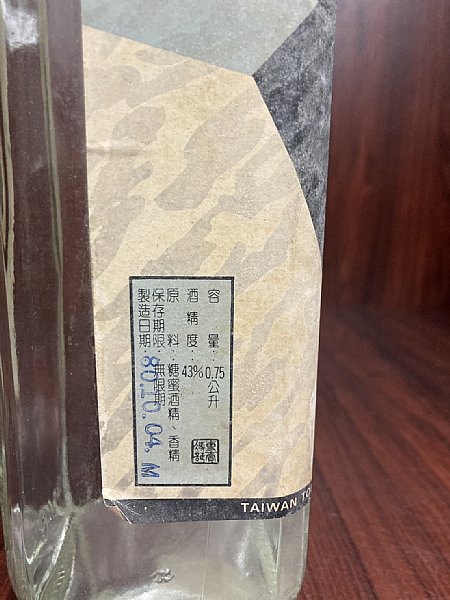 容量：0.75公升
酒精度：43%
原料：糖蜜酒精、香精
保存期限：無限期
製造日期：80.10.04.M
TAIWAN TO